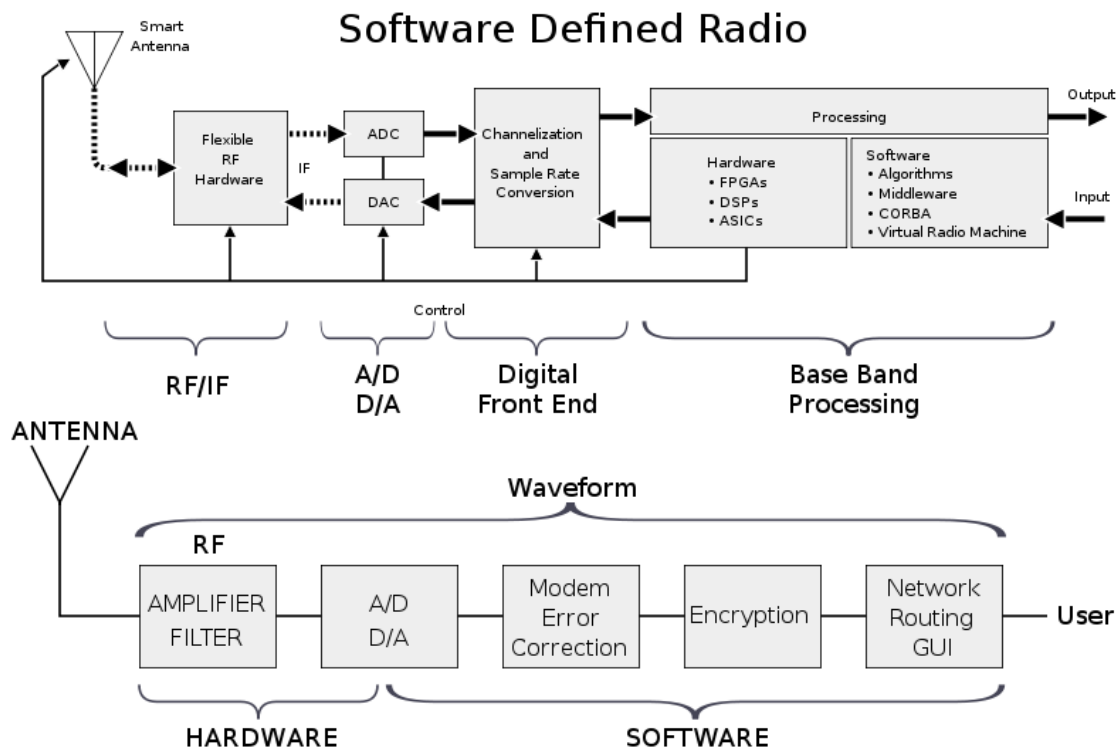 Software Defined Radio
Smart
Antenna
Flexible
RF
Hardware
IF
ADC
DAC
Channelization
and
Sample Rate
Conversion
Processing
Hardware
• FPGAs
• DSPs
• ASICs
Software
• Algorithms
• Middleware
• CORBA
• Virtual Radio Machine
Output
Input
Control
RF/IF
A/D
D/A
Digital
Front End
Base Band
Processing
ANTENNA
Waveform
RF
AMPLIFIER
FILTER
A/D
D/A
Modem
Error
Correction
Encryption
Network
Routing
GUI
User
HARDWARE
SOFTWARE